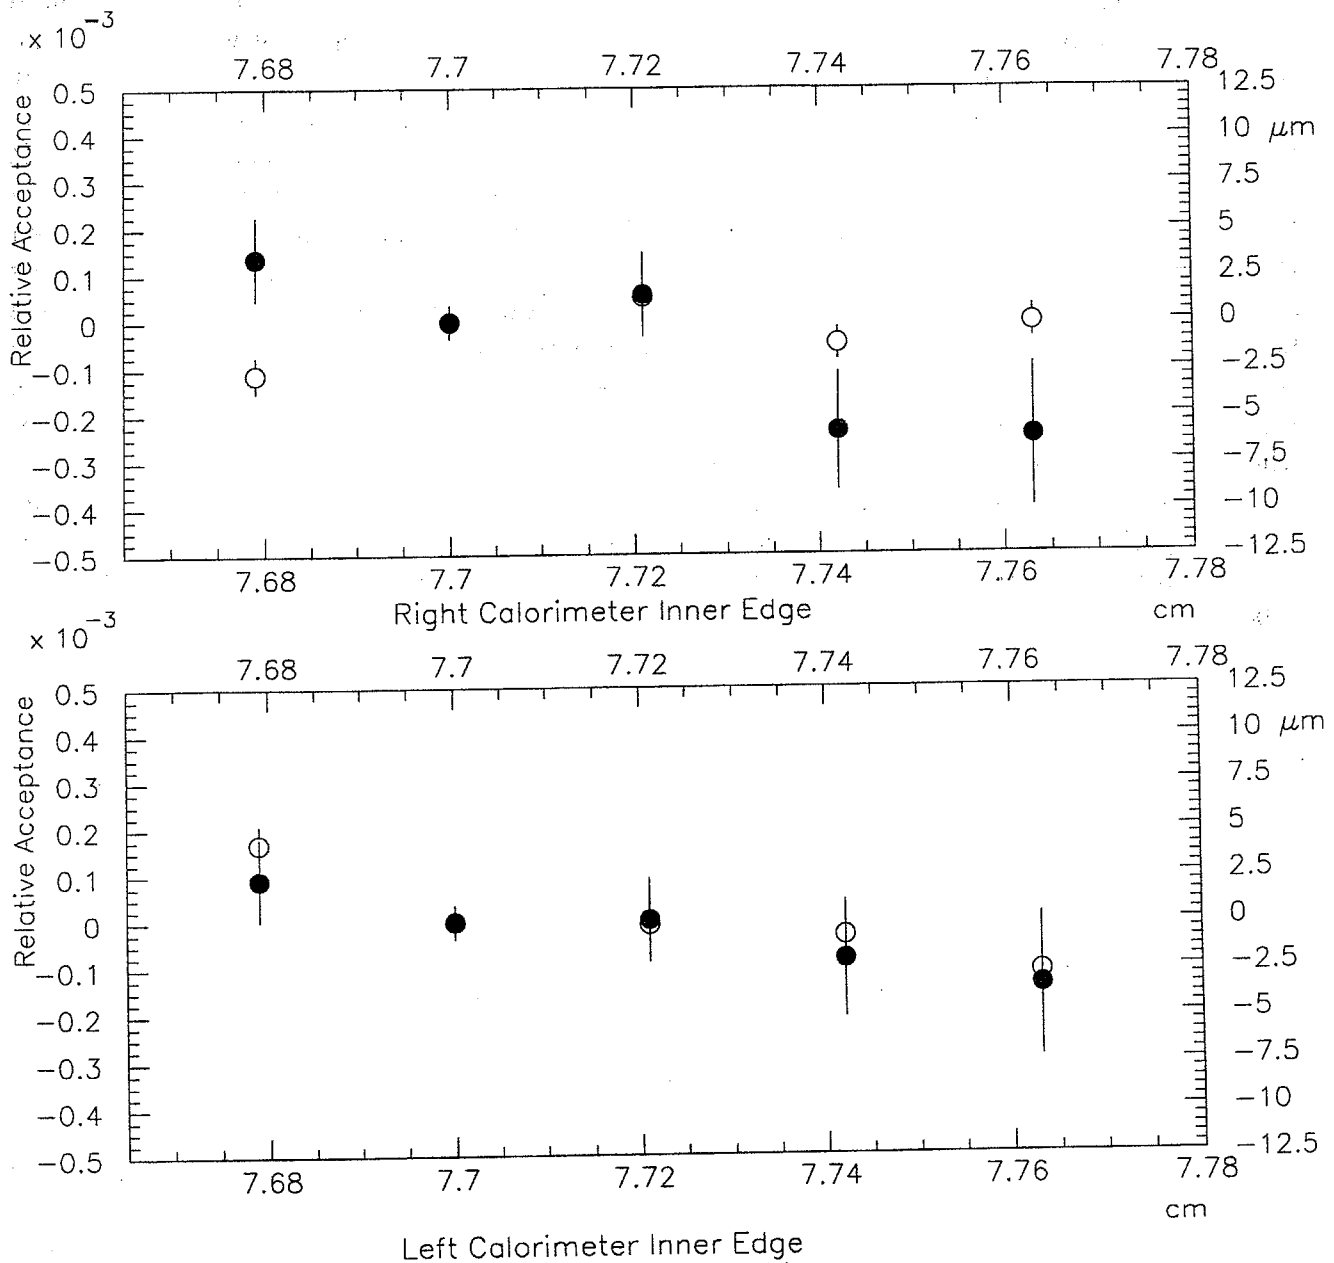 × 10⁻³
7.68 7.7 7.72 7.74 7.76 7.78
Relative Acceptance
0.5 12.5
0.4 10 μm
0.3 7.5
0.2 5
0.1 2.5
0 0
−0.1 −2.5
−0.2 −5
−0.3 −7.5
−0.4 −10
−0.5 −12.5
7.68 7.7 7.72 7.74 7.76 7.78
Right Calorimeter Inner Edge cm
× 10⁻³
7.68 7.7 7.72 7.74 7.76 7.78
Relative Acceptance
0.5 12.5
0.4 10 μm
0.3 7.5
0.2 5
0.1 2.5
0 0
−0.1 −2.5
−0.2 −5
−0.3 −7.5
−0.4 −10
−0.5 −12.5
7.68 7.7 7.72 7.74 7.76 7.78
cm
Left Calorimeter Inner Edge